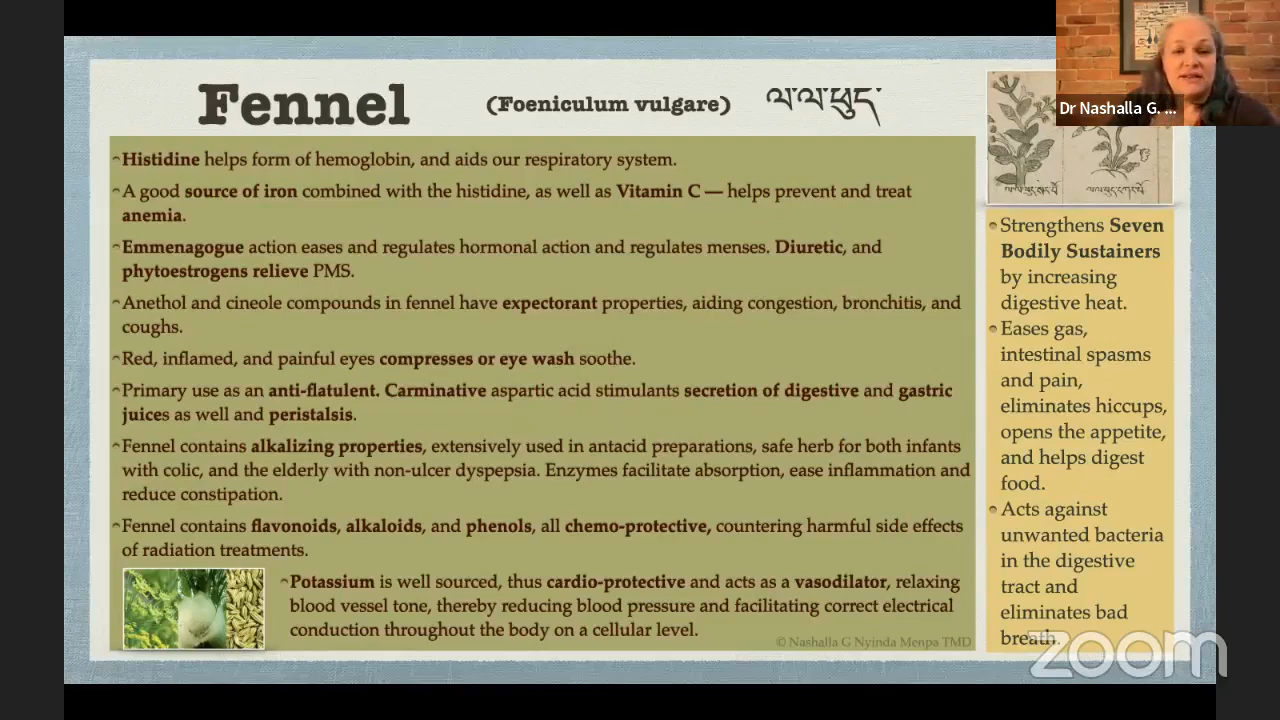 Fennel (Foeniculum vulgare) ལ་ལ་ཕུད་
Histidine helps form of hemoglobin, and aids our respiratory system.
A good source of iron combined with the histidine, as well as Vitamin C — helps prevent and treat
anemia.
Emmenagogue action eases and regulates hormonal action and regulates menses. Diuretic, and
phytoestrogens relieve PMS.
Anethol and cineole compounds in fennel have expectorant properties, aiding congestion, bronchitis, and
coughs.
Red, inflamed, and painful eyes compresses or eye wash soothe.
Primary use as an anti-flatulent. Carminative aspartic acid stimulants secretion of digestive and gastric
juices as well and peristalsis.
Fennel contains alkalizing properties, extensively used in antacid preparations, safe herb for both infants
with colic, and the elderly with non-ulcer dyspepsia. Enzymes facilitate absorption, ease inflammation and
reduce constipation.
Fennel contains flavonoids, alkaloids, and phenols, all chemo-protective, countering harmful side effects
of radiation treatments.
Potassium is well sourced, thus cardio-protective and acts as a vasodilator, relaxing
blood vessel tone, thereby reducing blood pressure and facilitating correct electrical
conduction throughout the body on a cellular level.
© Nashalla G Nyinda Menpa TMD
Dr Nashalla G. ...
Strengthens Seven
Bodily Sustainers
by increasing
digestive heat.
Eases gas,
intestinal spasms
and pain,
eliminates hiccups,
opens the appetite,
and helps digest
food.
Acts against
unwanted bacteria
in the digestive
tract and
eliminates bad
breath.
zoom